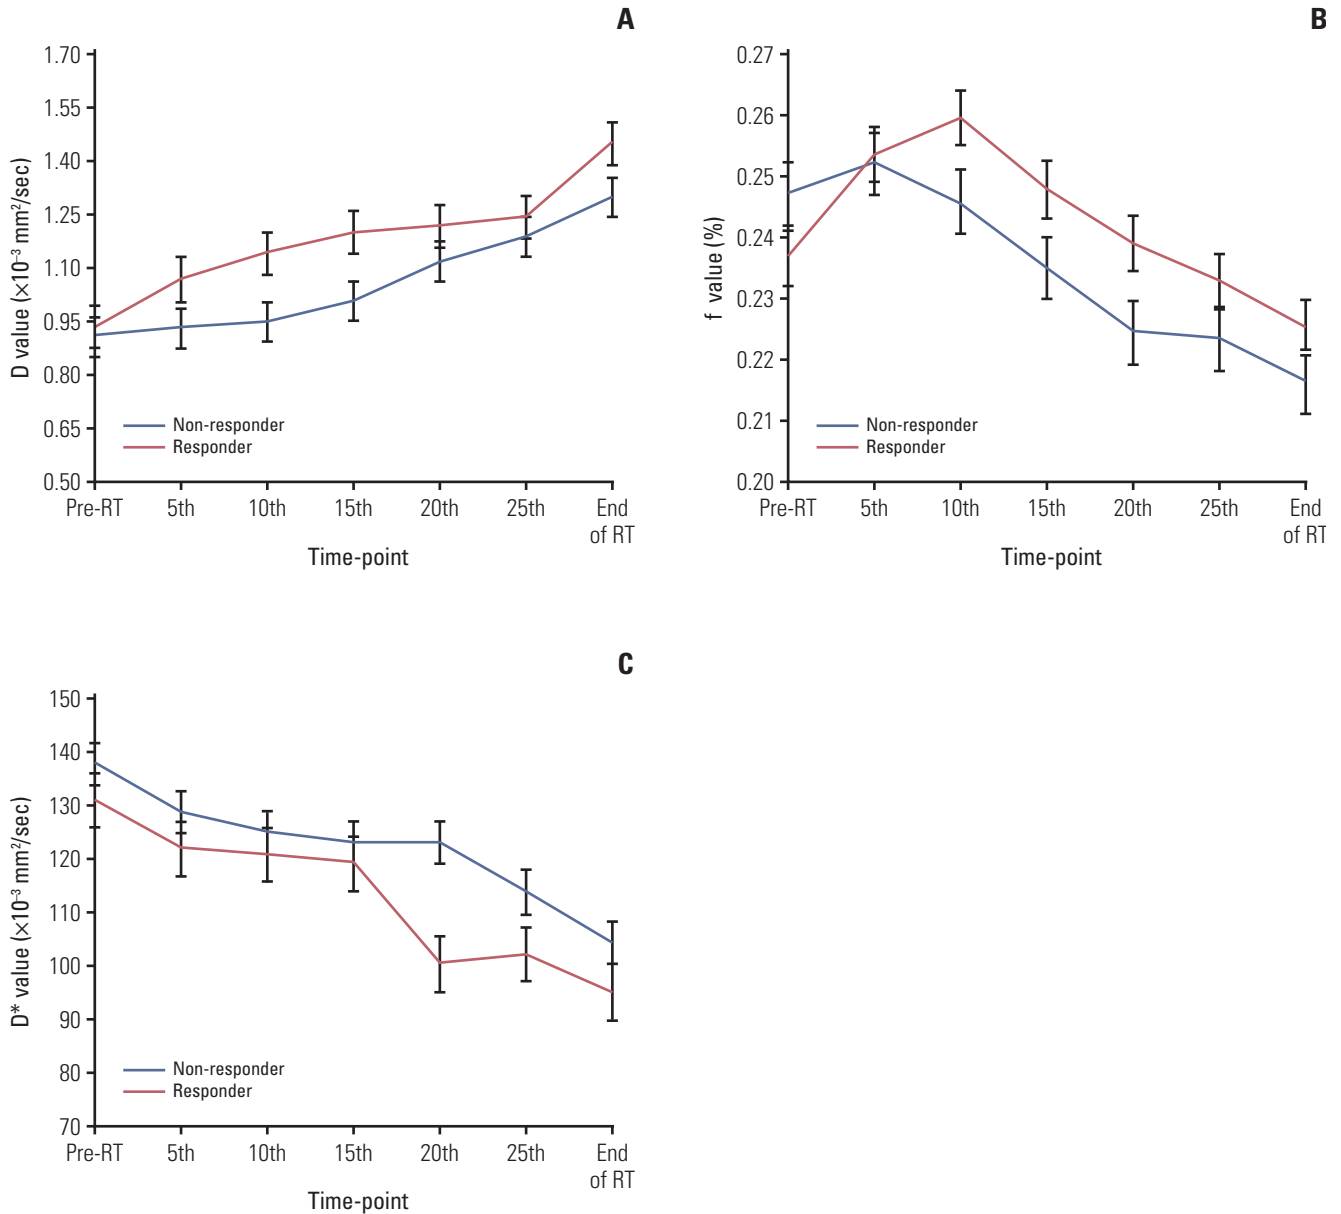 A
D value (×10⁻³ mm²/sec)
1.70
1.55
1.40
1.25
1.10
0.95
0.80
0.65
0.50
Non-responder
Responder
Pre-RT 5th 10th 15th 20th 25th End of RT
Time-point
B
f value (%)
0.27
0.26
0.25
0.24
0.23
0.22
0.21
0.20
Non-responder
Responder
Pre-RT 5th 10th 15th 20th 25th End of RT
Time-point
C
D* value (×10⁻³ mm²/sec)
150
140
130
120
110
100
90
80
70
Non-responder
Responder
Pre-RT 5th 10th 15th 20th 25th End of RT
Time-point